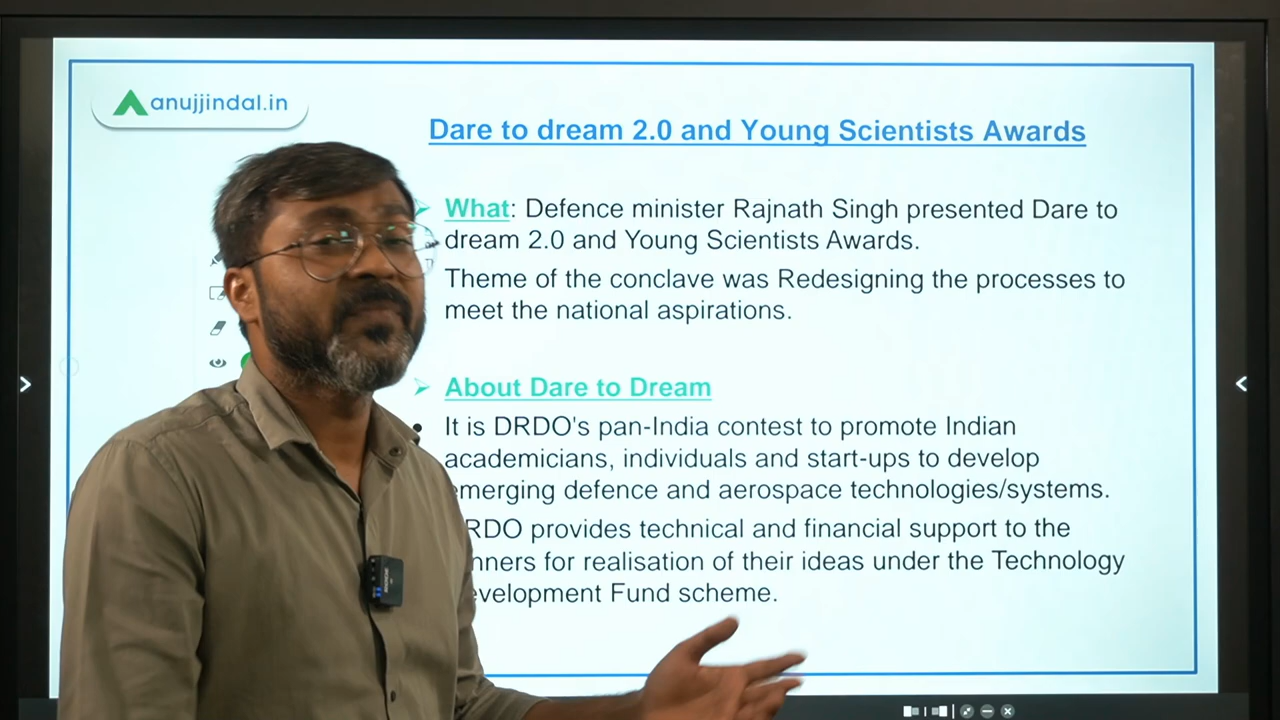 anujjindal.in
Dare to dream 2.0 and Young Scientists Awards
What: Defence minister Rajnath Singh presented Dare to
dream 2.0 and Young Scientists Awards.
Theme of the conclave was Redesigning the processes to
meet the national aspirations.
About Dare to Dream
It is DRDO's pan-India contest to promote Indian
academicians, individuals and start-ups to develop
emerging defence and aerospace technologies/systems.
RDO provides technical and financial support to the
nners for realisation of their ideas under the Technology
evelopment Fund scheme.